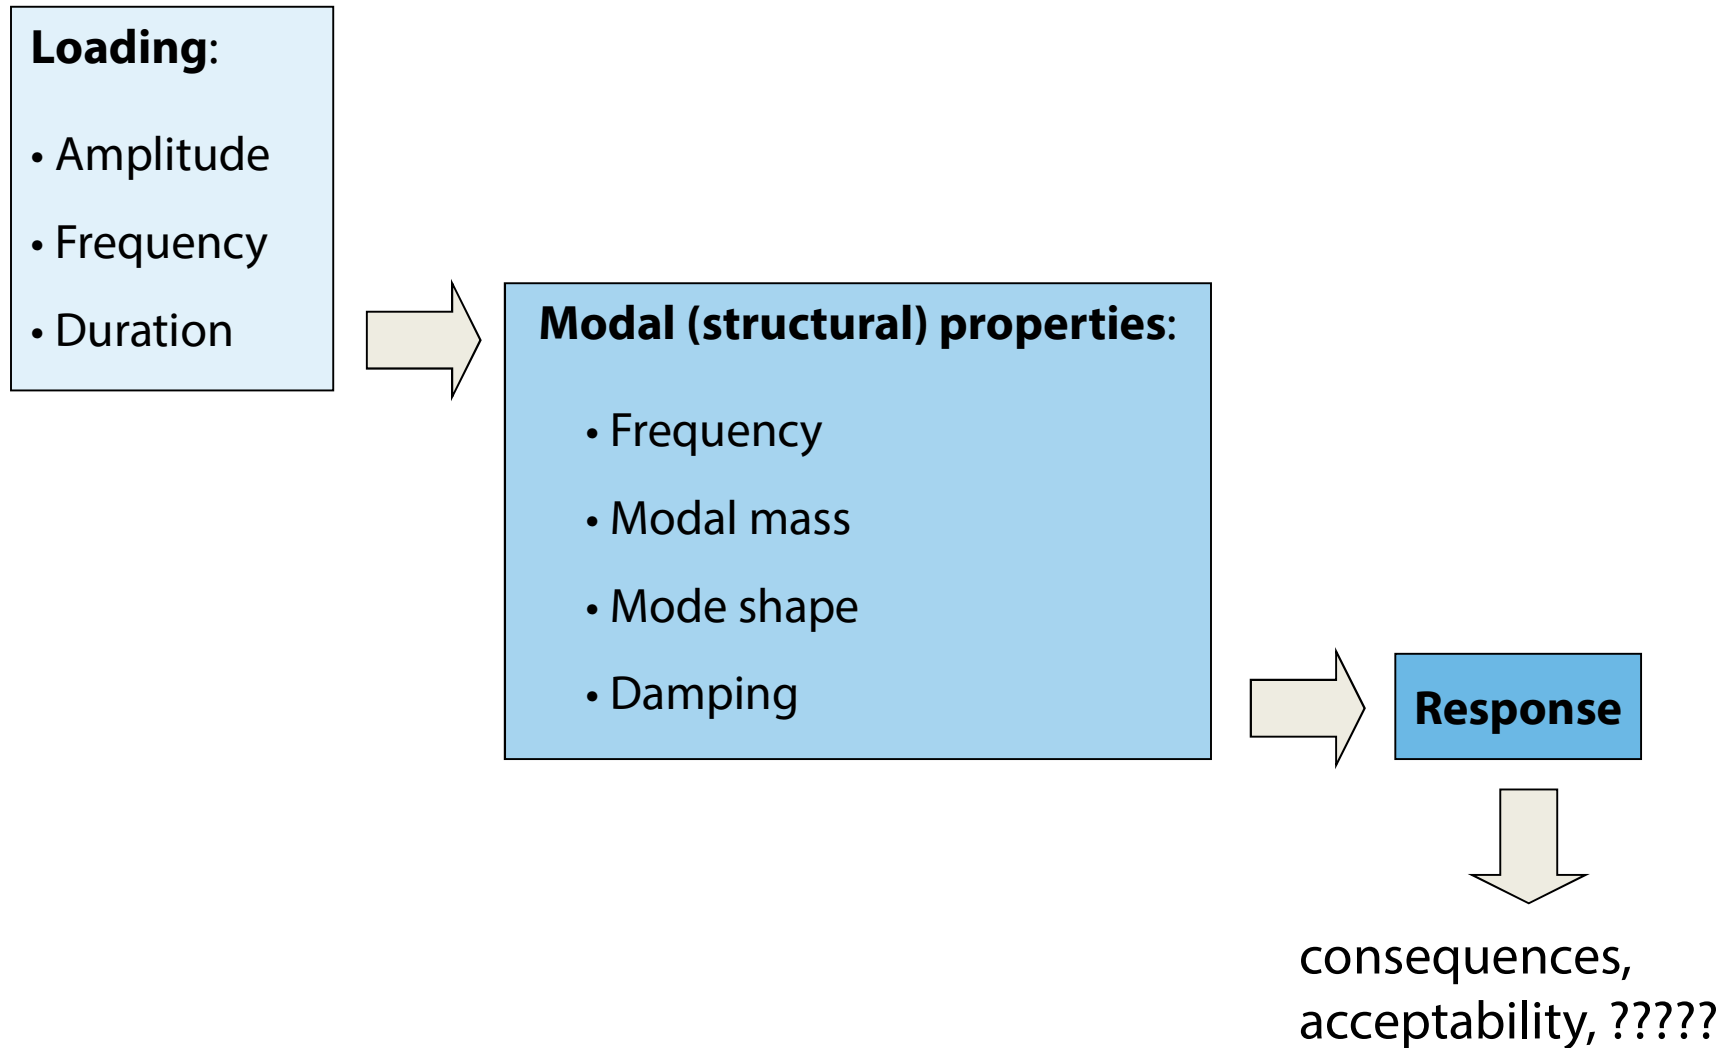 Loading:
• Amplitude
• Frequency
• Duration
Modal (structural) properties:
• Frequency
• Modal mass
• Mode shape
• Damping
Response
consequences,
acceptability, ?????